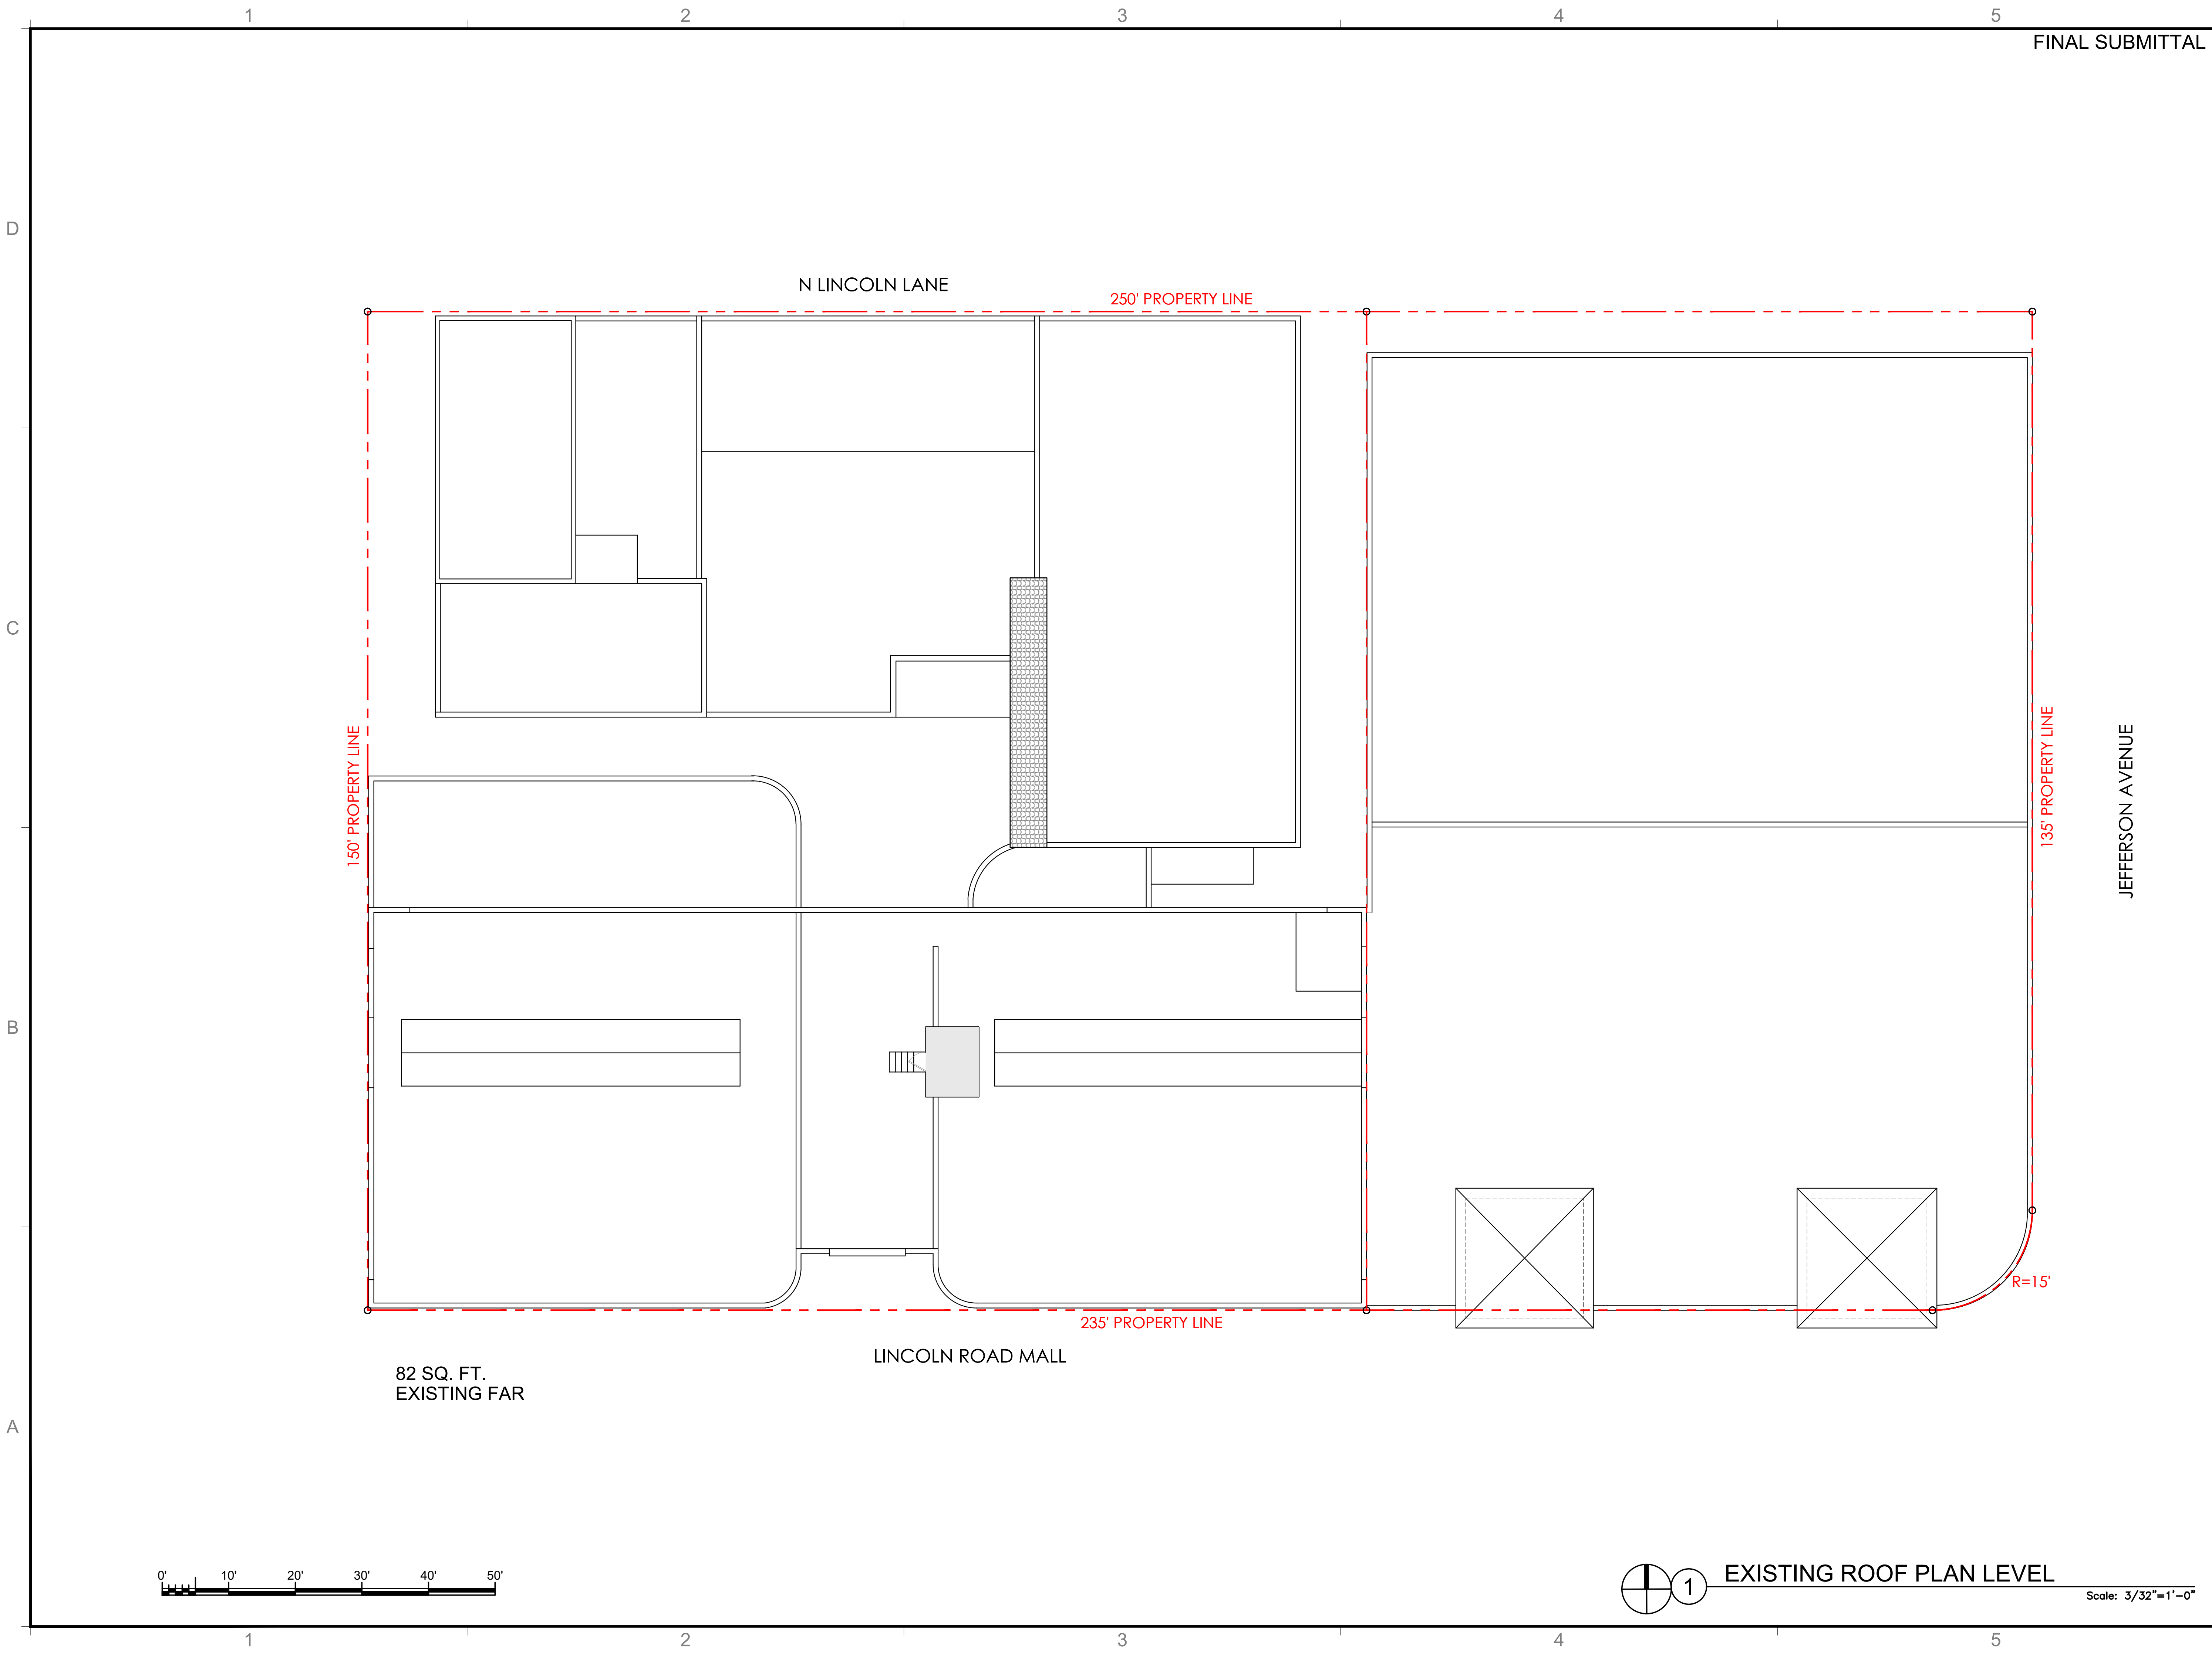 1 2 3 4 5
FINAL SUBMITTAL
D
N LINCOLN LANE
250' PROPERTY LINE
C
150' PROPERTY LINE
135' PROPERTY LINE
JEFFERSON AVENUE
B
R=15'
235' PROPERTY LINE
LINCOLN ROAD MALL
82 SQ. FT.
EXISTING FAR
A
0' 10' 20' 30' 40' 50'
1 EXISTING ROOF PLAN LEVEL
Scale: 3/32"=1'-0"
1 2 3 4 5